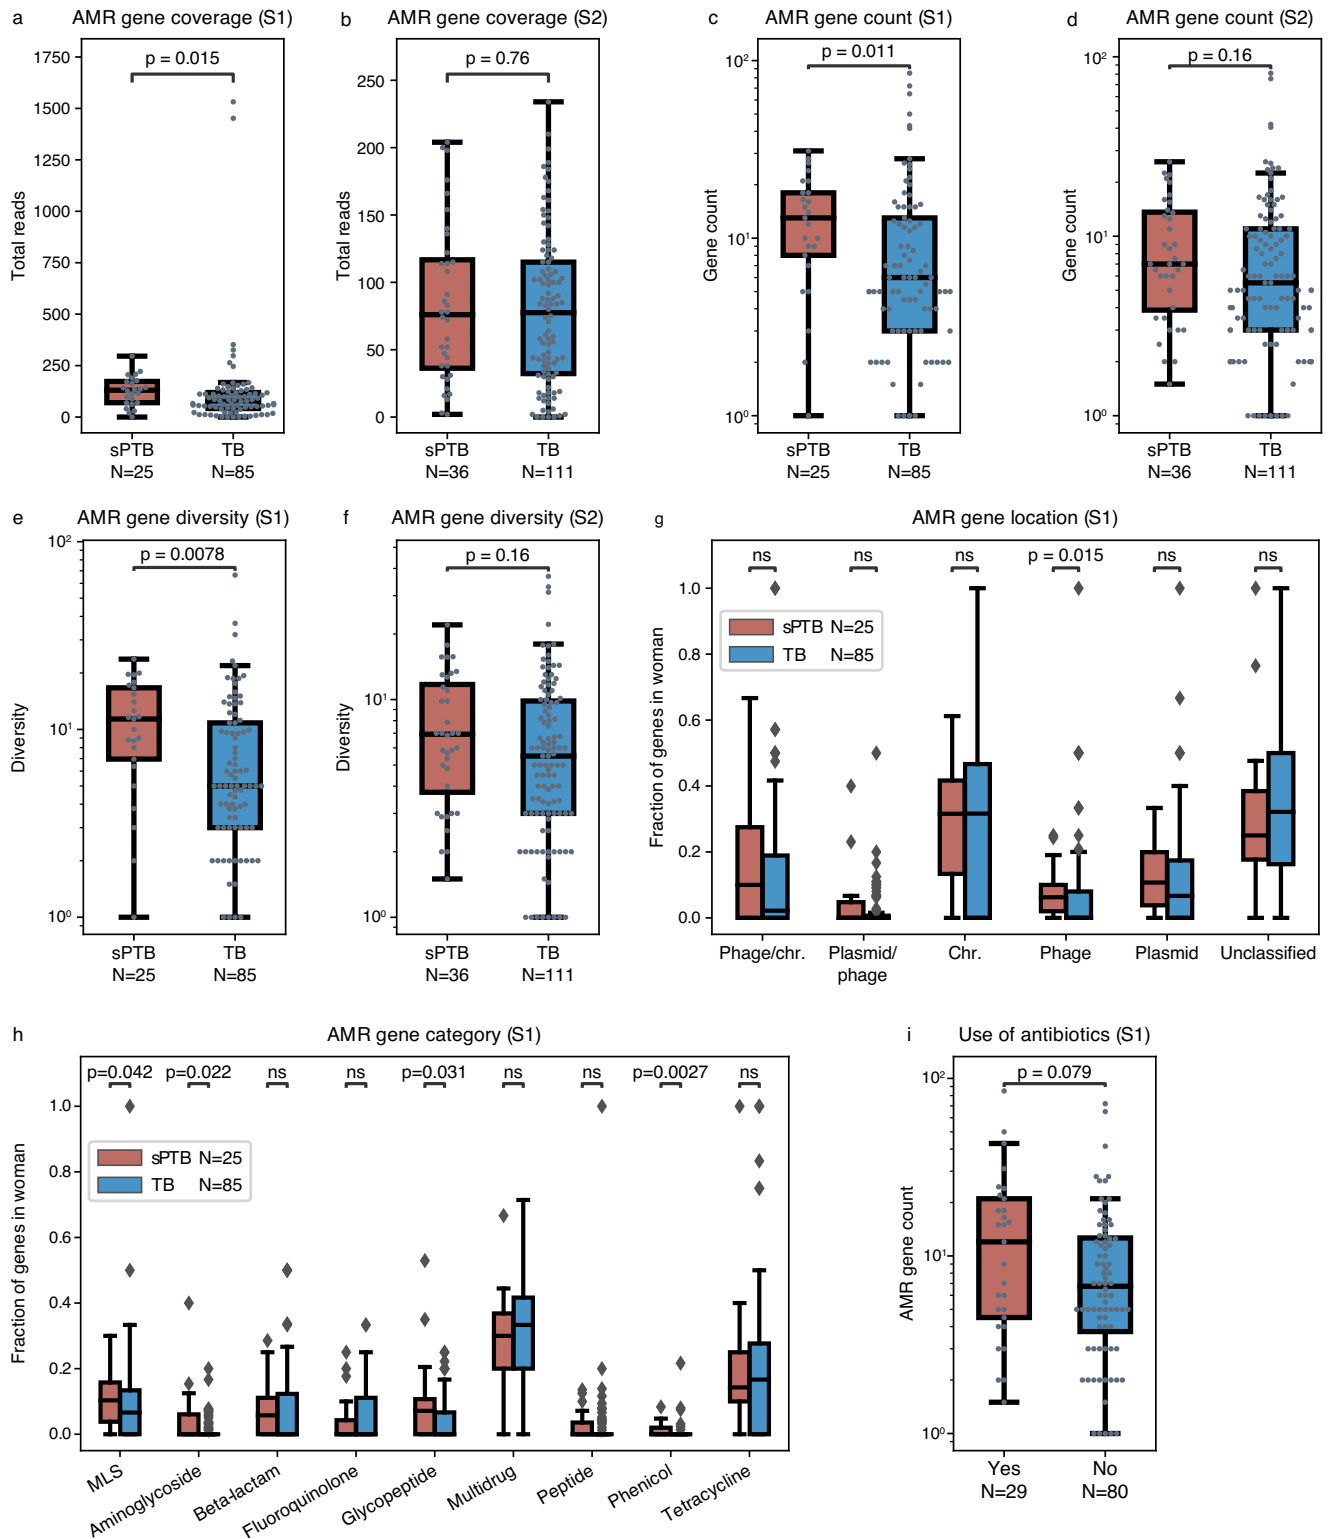 a AMR gene coverage (S1)
p = 0.015
1750
1500
1250
1000
750
500
250
0
Total reads
sPTB TB
N=25 N=85
b AMR gene coverage (S2)
p = 0.76
250
200
150
100
50
0
Total reads
sPTB TB
N=36 N=111
c AMR gene count (S1)
p = 0.011
10²
10¹
10⁰
Gene count
sPTB TB
N=25 N=85
d AMR gene count (S2)
p = 0.16
10²
10¹
10⁰
Gene count
sPTB TB
N=36 N=111
e AMR gene diversity (S1)
p = 0.0078
10²
10¹
10⁰
Diversity
sPTB TB
N=25 N=85
f AMR gene diversity (S2)
p = 0.16
10¹
10⁰
Diversity
sPTB TB
N=36 N=111
g AMR gene location (S1)
ns ns ns p = 0.015 ns ns
1.0
0.8
0.6
0.4
0.2
0.0
Fraction of genes in woman
sPTB N=25
TB N=85
Phage/chr. Plasmid/ Chr. Phage Plasmid Unclassified
phage
h AMR gene category (S1)
p=0.042 p=0.022 ns ns p=0.031 ns ns p=0.0027 ns
1.0
0.8
0.6
0.4
0.2
0.0
Fraction of genes in woman
sPTB N=25
TB N=85
MLS
Aminoglycoside
Beta-lactam
Fluoroquinolone
Glycopeptide
Multidrug
Peptide
Phenicol
Tetracycline
i Use of antibiotics (S1)
p = 0.079
10²
10¹
10⁰
AMR gene count
Yes No
N=29 N=80